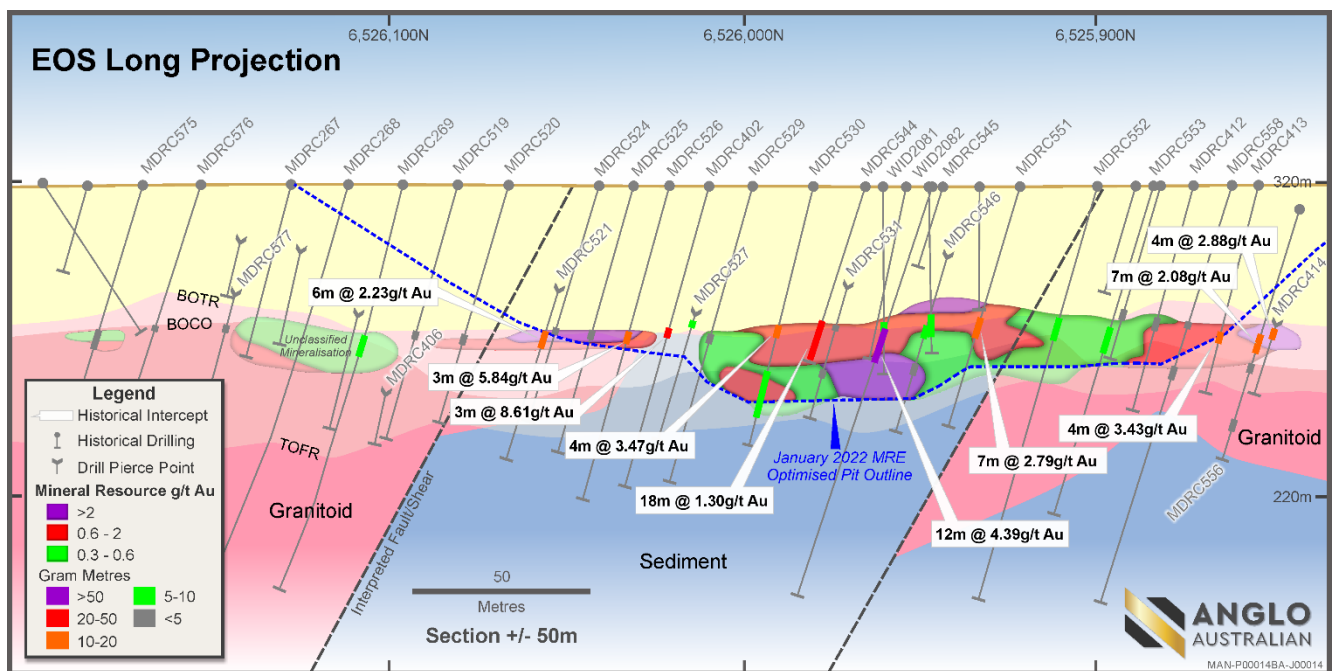 6,526,100N
6,526,000N
6,525,900N
EOS Long Projection
MDRC575
MDRC576
MDRC267
MDRC268
MDRC269
MDRC519
MDRC520
MDRC524
MDRC525
MDRC526
MDRC402
MDRC529
MDRC530
MDRC544
WID2081
WID2082
MDRC545
MDRC551
MDRC552
MDRC553
MDRC412
MDRC558
MDRC413
320m
MDRC577
MDRC521
MDRC527
MDRC531
MDRC546
MDRC414
MDRC406
4m @ 2.88g/t Au
7m @ 2.08g/t Au
6m @ 2.23g/t Au
BOTR
BOCO
Unclassified
Mineralisation
3m @ 5.84g/t Au
3m @ 8.61g/t Au
4m @ 3.47g/t Au
18m @ 1.30g/t Au
January 2022 MRE
Optimised Pit Outline
12m @ 4.39g/t Au
7m @ 2.79g/t Au
4m @ 3.43g/t Au
MDRC556
TOFR
Granitoid
Granitoid
220m
Interpreted Fault/Shear
Sediment
50
Metres
Section +/- 50m
Legend
Historical Intercept
Historical Drilling
Drill Pierce Point
Mineral Resource g/t Au
>2
0.6 - 2
0.3 - 0.6
Gram Metres
>50
5-10
20-50
<5
10-20
ANGLO
AUSTRALIAN
MAN-P00014BA-J00014